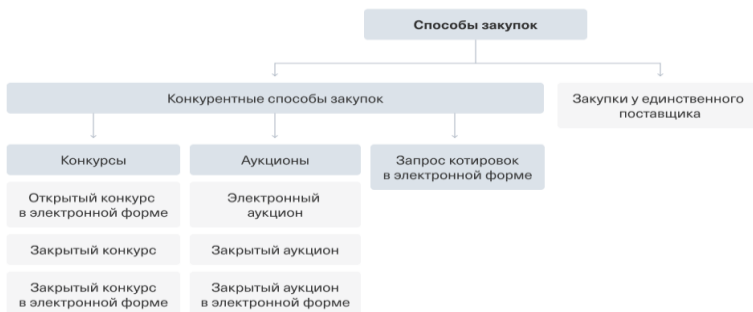 Способы закупок
Конкурентные способы закупок
Закупки у единственного
поставщика
Конкурсы
Аукционы
Запрос котировок
в электронной форме
Открытый конкурс
в электронной форме
Электронный
аукцион
Закрытый конкурс
Закрытый аукцион
Закрытый конкурс
в электронной форме
Закрытый аукцион
в электронной форме